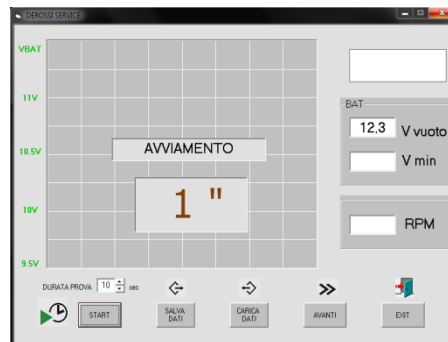 DEROSSI SERVICE
VBAT
11V
10.5V
10V
9.5V
AVVIAMENTO
1 "
BAT
12,3 V vuoto
V min
RPM
DURATA PROVA 10 sec
START
SALVA
DATI
CARICA
DATI
AVANTI
EXIT